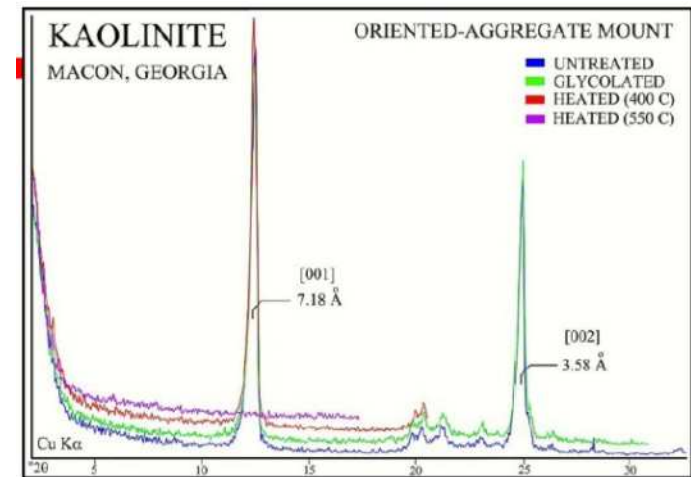 KAOLINITE
MACON, GEORGIA
ORIENTED-AGGREGATE MOUNT
UNTREATED
GLYCOLATED
HEATED (400 C)
HEATED (550 C)
[001]
7.18 Å
[002]
3.58 Å
Cu Kα
°2θ 5 10 15 20 25 30